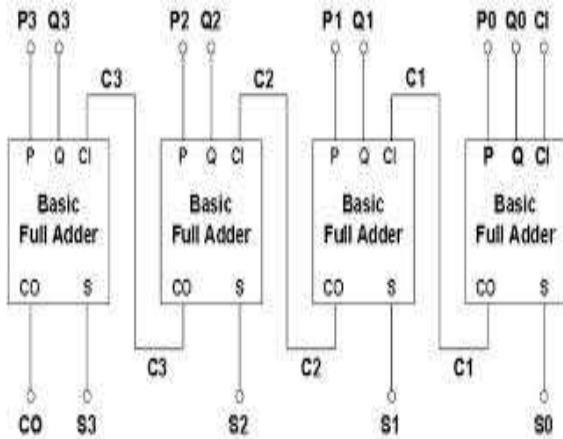 P3 Q3 P2 Q2 P1 Q1 P0 Q0 CI
C3 C2 C1
P Q CI P Q CI P Q CI P Q CI
Basic Basic Basic Basic
Full Adder Full Adder Full Adder Full Adder
CO S CO S CO S CO S
C3 C2 C1
CO S3 S2 S1 S0